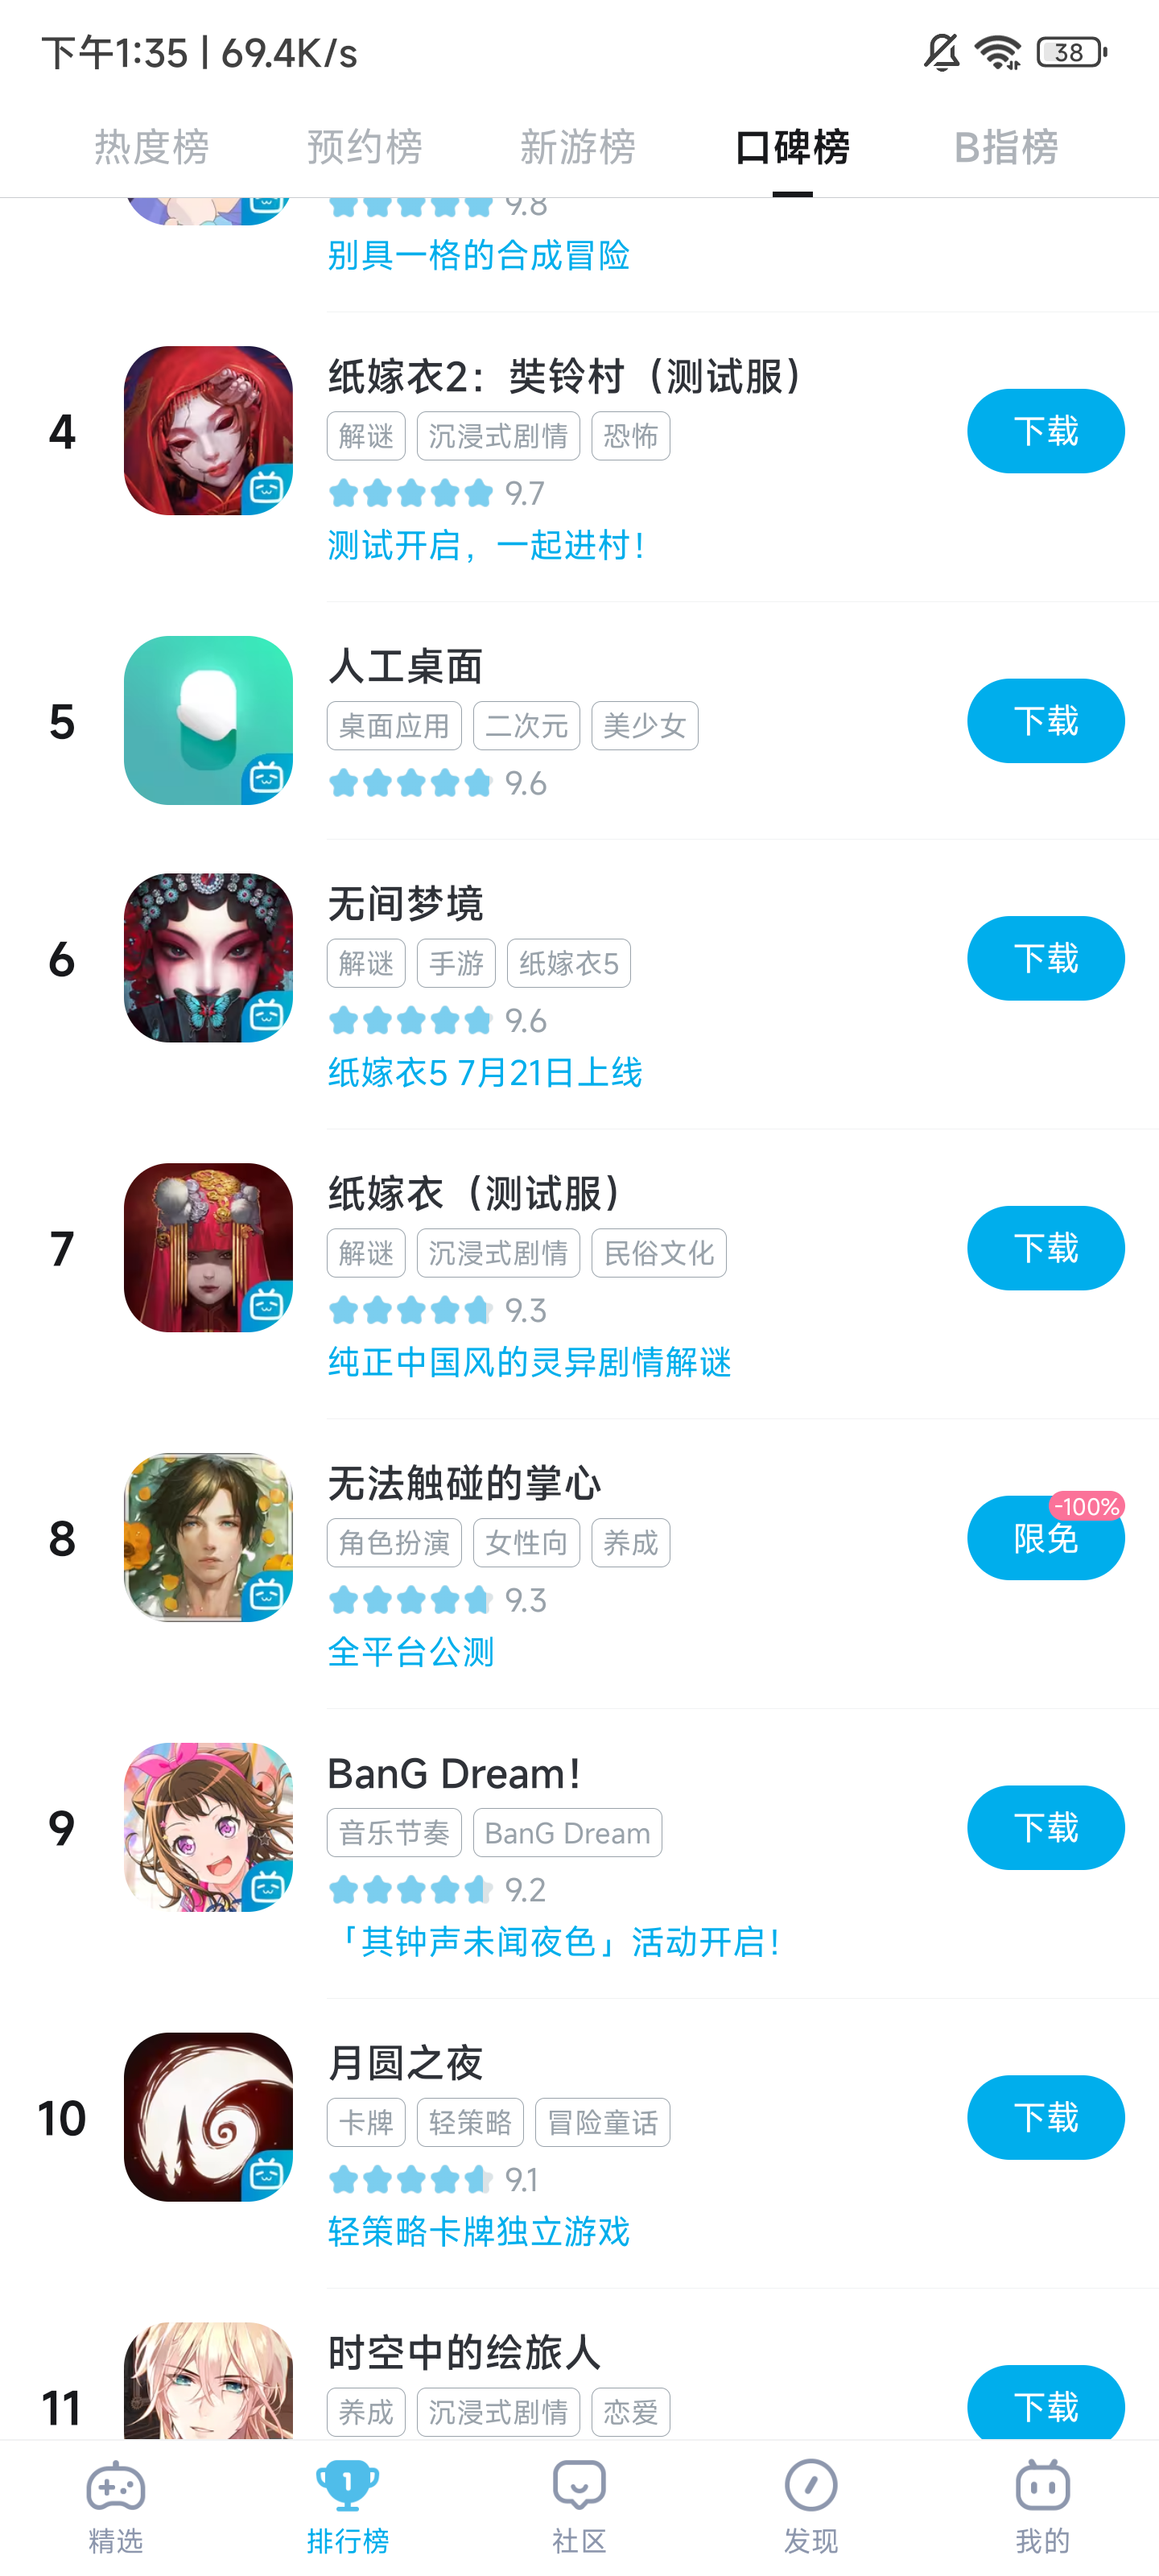 下午1:35 | 69.4K/s
38
热度榜 预约榜 新游榜 口碑榜 B指榜
9.8
别具一格的合成冒险
4
纸嫁衣2：奘铃村（测试服）
解谜 沉浸式剧情 恐怖
下载
9.7
测试开启，一起进村！
5
人工桌面
桌面应用 二次元 美少女
下载
9.6
6
无间梦境
解谜 手游 纸嫁衣5
下载
9.6
纸嫁衣5 7月21日上线
7
纸嫁衣（测试服）
解谜 沉浸式剧情 民俗文化
下载
9.3
纯正中国风的灵异剧情解谜
8
无法触碰的掌心
角色扮演 女性向 养成
-100%
限免
9.3
全平台公测
9
BanG Dream！
音乐节奏 BanG Dream
下载
9.2
「其钟声未闻夜色」活动开启！
10
月圆之夜
卡牌 轻策略 冒险童话
下载
9.1
轻策略卡牌独立游戏
11
时空中的绘旅人
养成 沉浸式剧情 恋爱
下载
1
精选 排行榜 社区 发现 我的